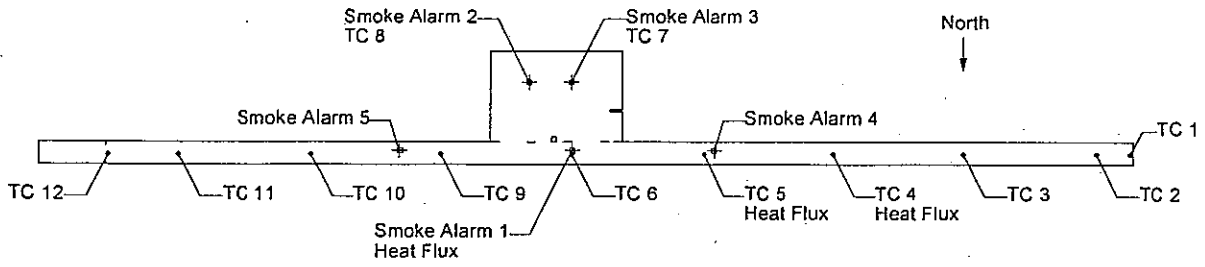 Smoke Alarm 2
TC 8
Smoke Alarm 3
TC 7
North
Smoke Alarm 5
Smoke Alarm 4
TC 1
TC 12
TC 11
TC 10
TC 9
TC 6
TC 5
Heat Flux
TC 4
Heat Flux
TC 3
TC 2
Smoke Alarm 1
Heat Flux